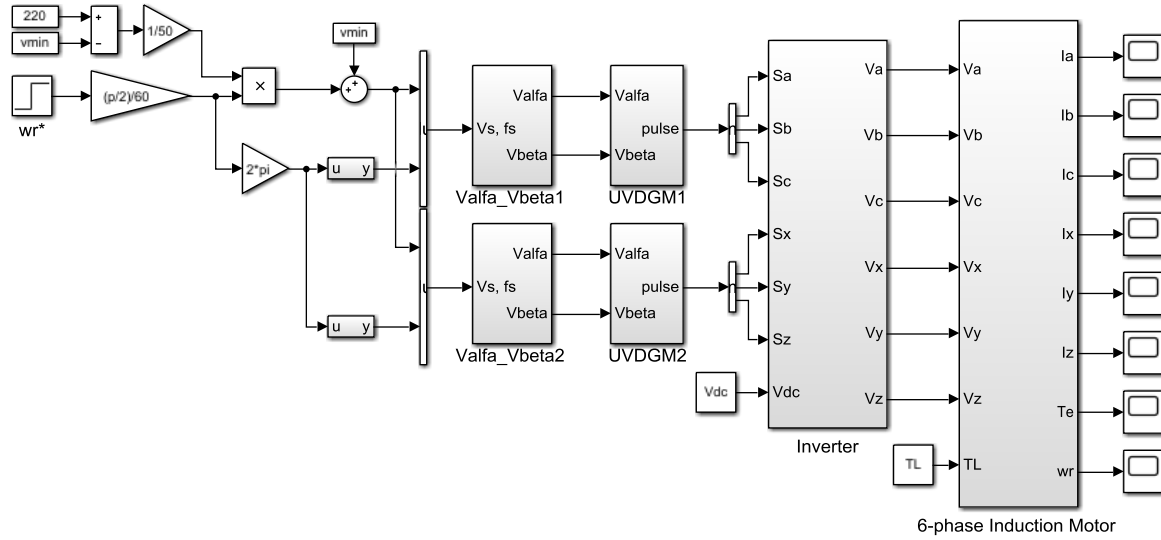 220
+
vmin
−
1/50
wr*
(p/2)/60
×
vmin
+
+
2*pi
u y
u y
Vs, fs
Valfa
Vbeta
Valfa_Vbeta1
Valfa
Vbeta
pulse
UVDGM1
Vs, fs
Valfa
Vbeta
Valfa_Vbeta2
Valfa
Vbeta
pulse
UVDGM2
Vdc
Sa
Sb
Sc
Sx
Sy
Sz
Vdc
Va
Vb
Vc
Vx
Vy
Vz
Inverter
TL
Va
Vb
Vc
Vx
Vy
Vz
TL
Ia
Ib
Ic
Ix
Iy
Iz
Te
wr
6-phase Induction Motor